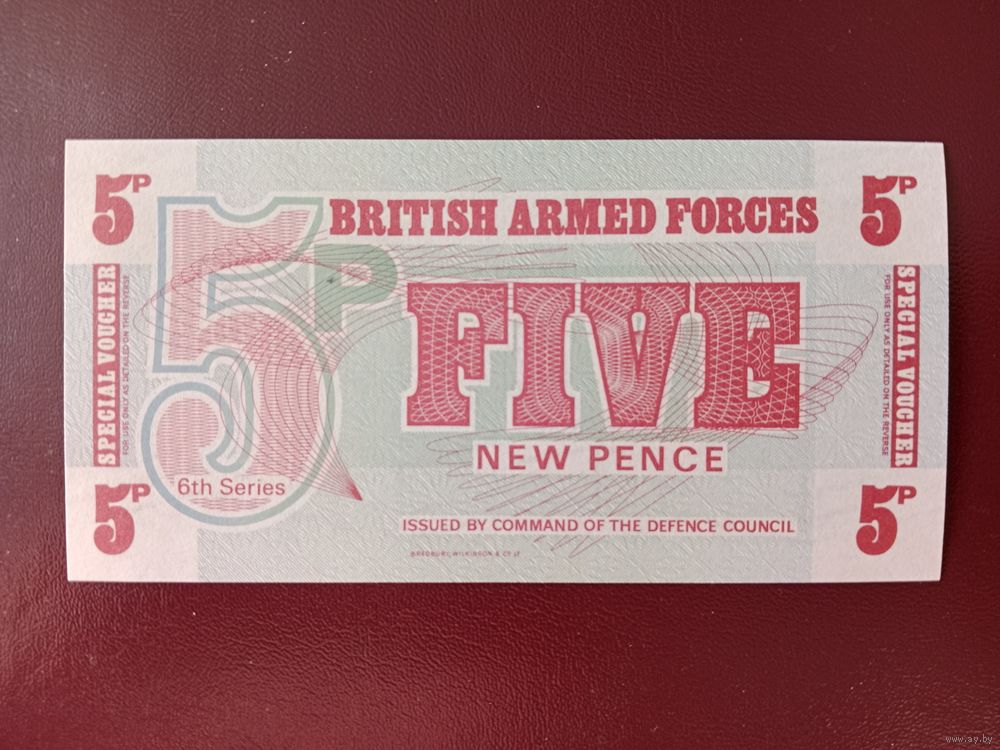 5P
5P
BRITISH ARMED FORCES
5P
SPECIAL VOUCHER
FOR USE ONLY AS DETAILED ON THE REVERSE
FIVE
NEW PENCE
FOR USE ONLY AS DETAILED ON THE REVERSE
SPECIAL VOUCHER
6th Series
5P
ISSUED BY COMMAND OF THE DEFENCE COUNCIL
5P
BRADBURY, WILKINSON & Co Lt
www.ay.by